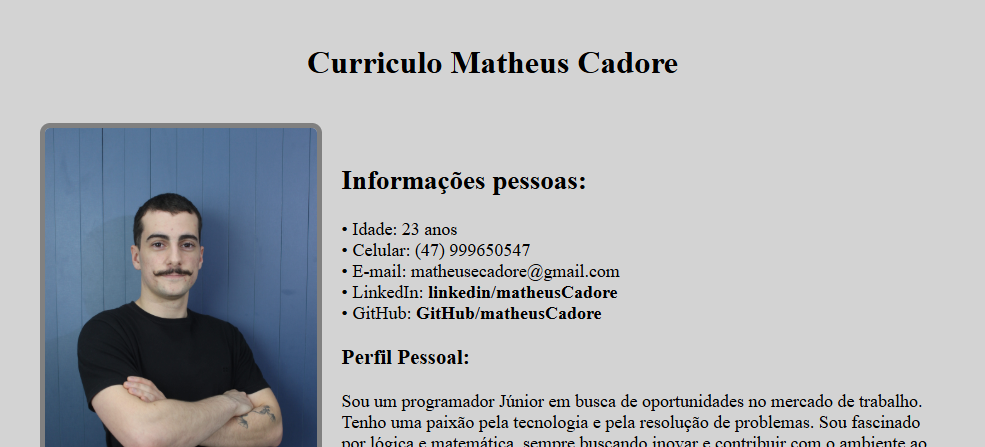 Curriculo Matheus Cadore
Informações pessoas:
• Idade: 23 anos
• Celular: (47) 999650547
• E-mail: matheusecadore@gmail.com
• LinkedIn: linkedin/matheusCadore
• GitHub: GitHub/matheusCadore
Perfil Pessoal:
Sou um programador Júnior em busca de oportunidades no mercado de trabalho.
Tenho uma paixão pela tecnologia e pela resolução de problemas. Sou fascinado
por lógica e matemática, sempre buscando inovar e contribuir com o ambiente ao